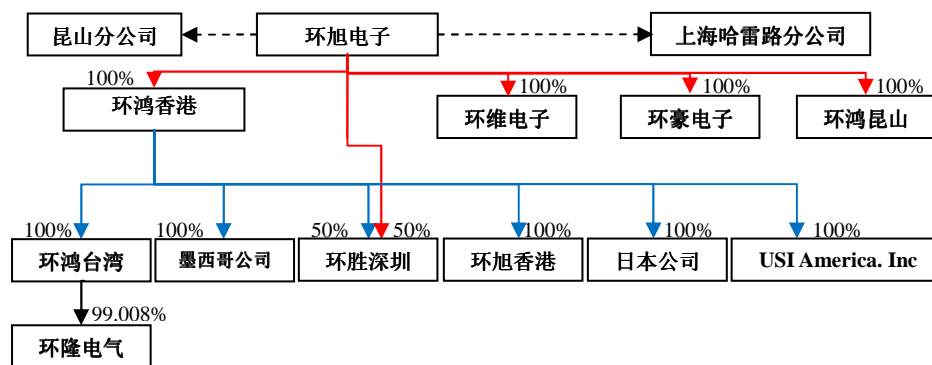 昆山分公司 环旭电子 上海哈雷路分公司
100% 100% 100% 100%
环鸿香港 环维电子 环豪电子 环鸿昆山
100% 100% 50% 50% 100% 100% 100%
环鸿台湾 墨西哥公司 环胜深圳 环旭香港 日本公司 USI America. Inc
99.008%
环隆电气